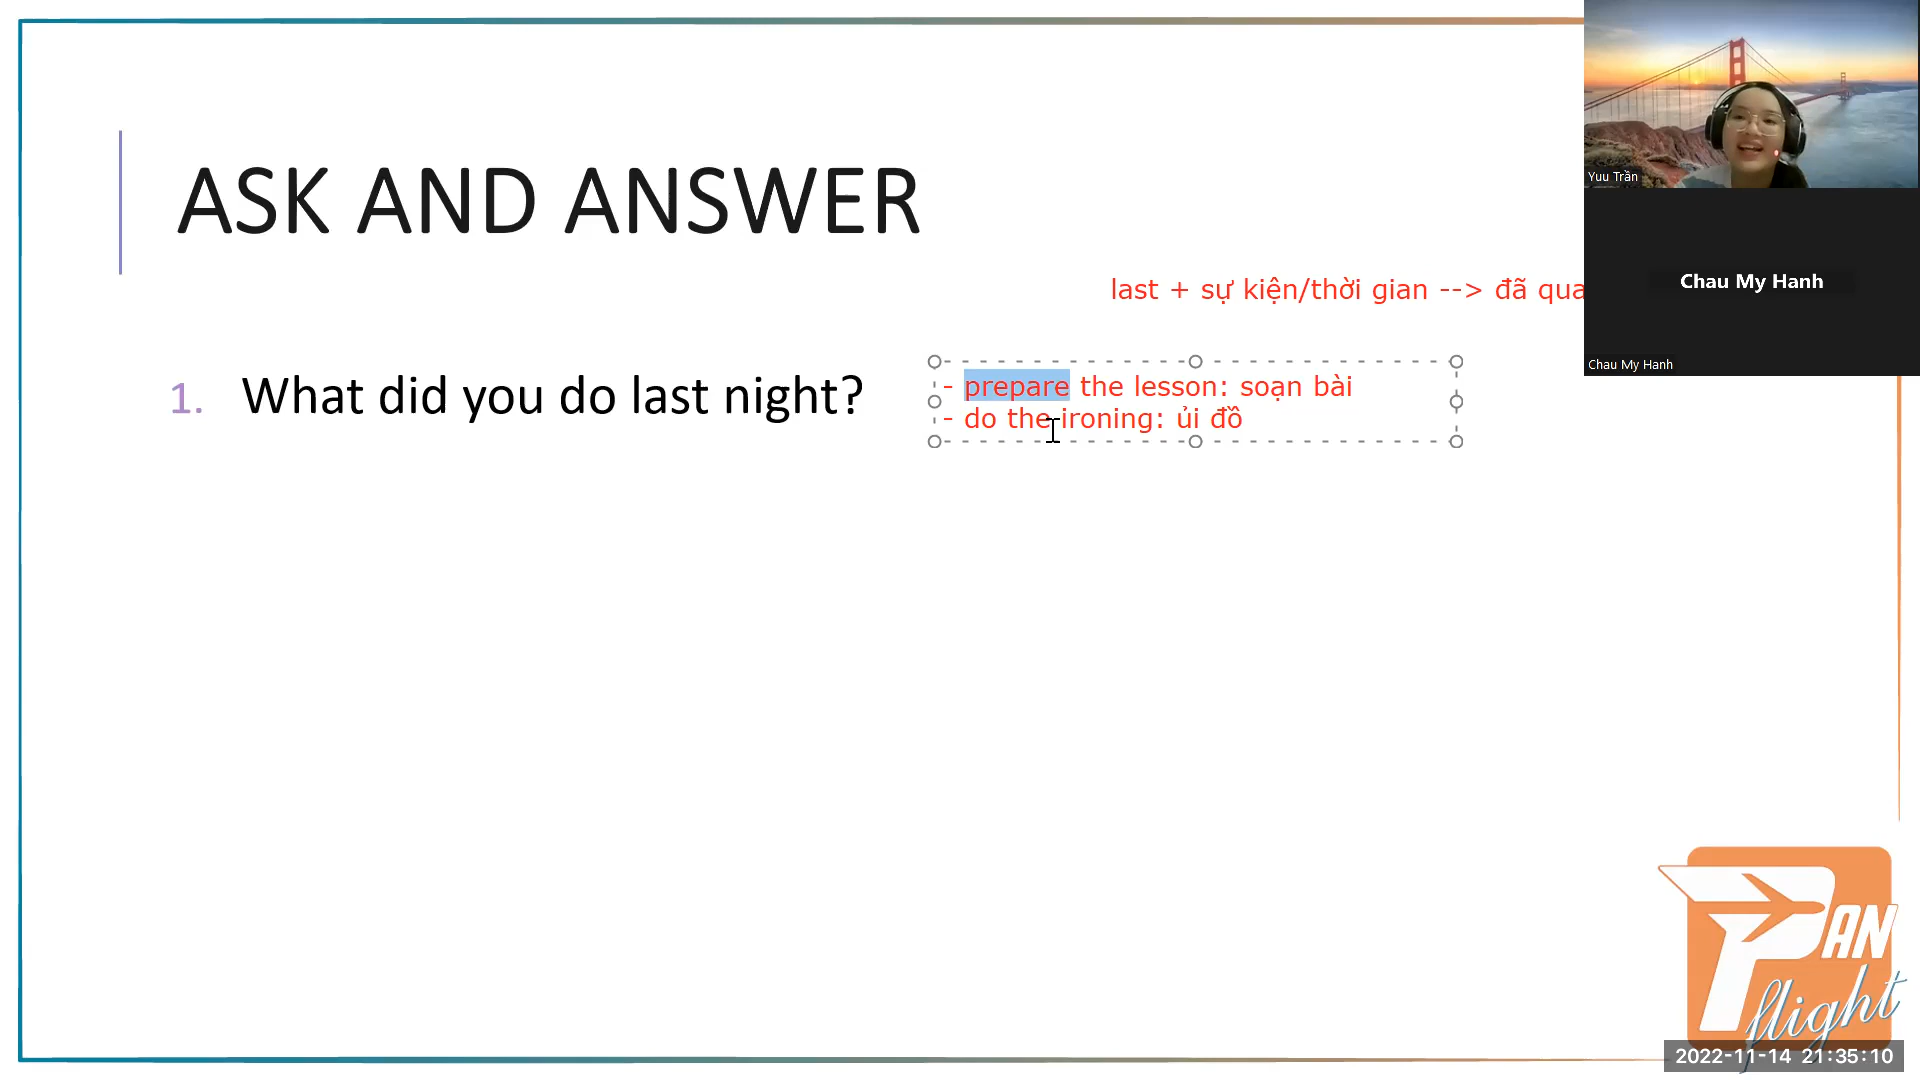 ASK AND ANSWER
last + sự kiện/thời gian --> đã qua
1. What did you do last night?
- prepare the lesson: soạn bài
- do the ironing: ủi đồ
Yuu Trần
Chau My Hanh
Chau My Hanh
PAN
flight
2022-11-14 21:35:10